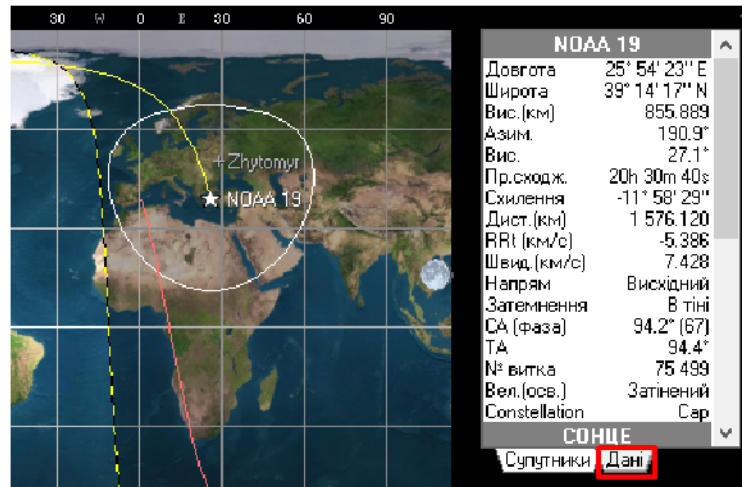 30 W 0 E 30 60 90
Zhytomyr
NOAA 19
NOAA 19
Довгота 25° 54' 23" E
Широта 39° 14' 17" N
Вис.(км) 855.889
Азим. 190.9°
Вис. 27.1°
Пр.сходж. 20h 30m 40s
Схилення -11° 58' 29"
Дист.(км) 1 576.120
RRt (км/с) -5.386
Швид.(км/с) 7.428
Напрям Висхідний
Затемнення В тіні
CA (фаза) 94.2° (67)
TA 94.4°
№ витка 75 499
Вел.(осв.) Затінений
Constellation Cap
СОНЦЕ
Супутники Дані